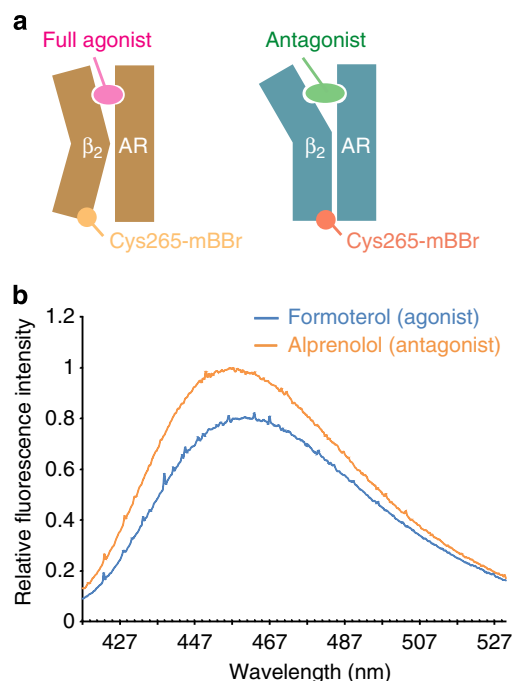 a
Full agonist
Antagonist
β2
AR
β2
AR
Cys265-mBBr
Cys265-mBBr
b
Formoterol (agonist)
Alprenolol (antagonist)
Relative fluorescence intensity
1.2
1
0.8
0.6
0.4
0.2
0
427
447
467
487
507
527
Wavelength (nm)